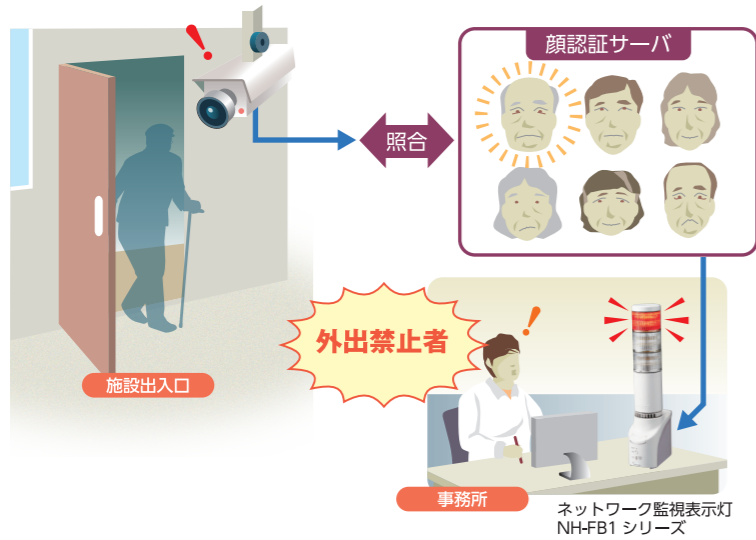 顔認証サーバ
照合
外出禁止者
施設出入口
事務所
ネットワーク監視表示灯
NH-FB1 シリーズ